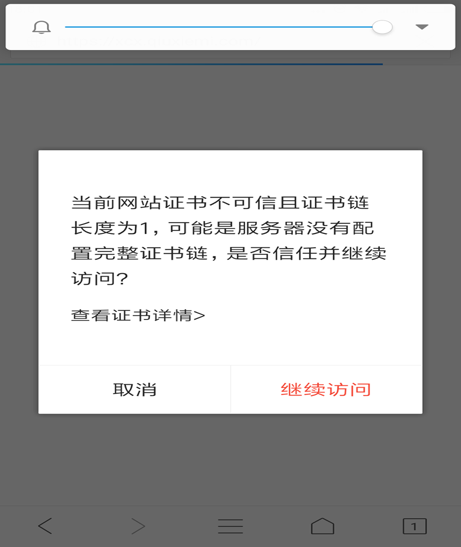 当前网站证书不可信且证书链
长度为1, 可能是服务器没有配
置完整证书链, 是否信任并继续
访问?
查看证书详情>
取消 继续访问
1